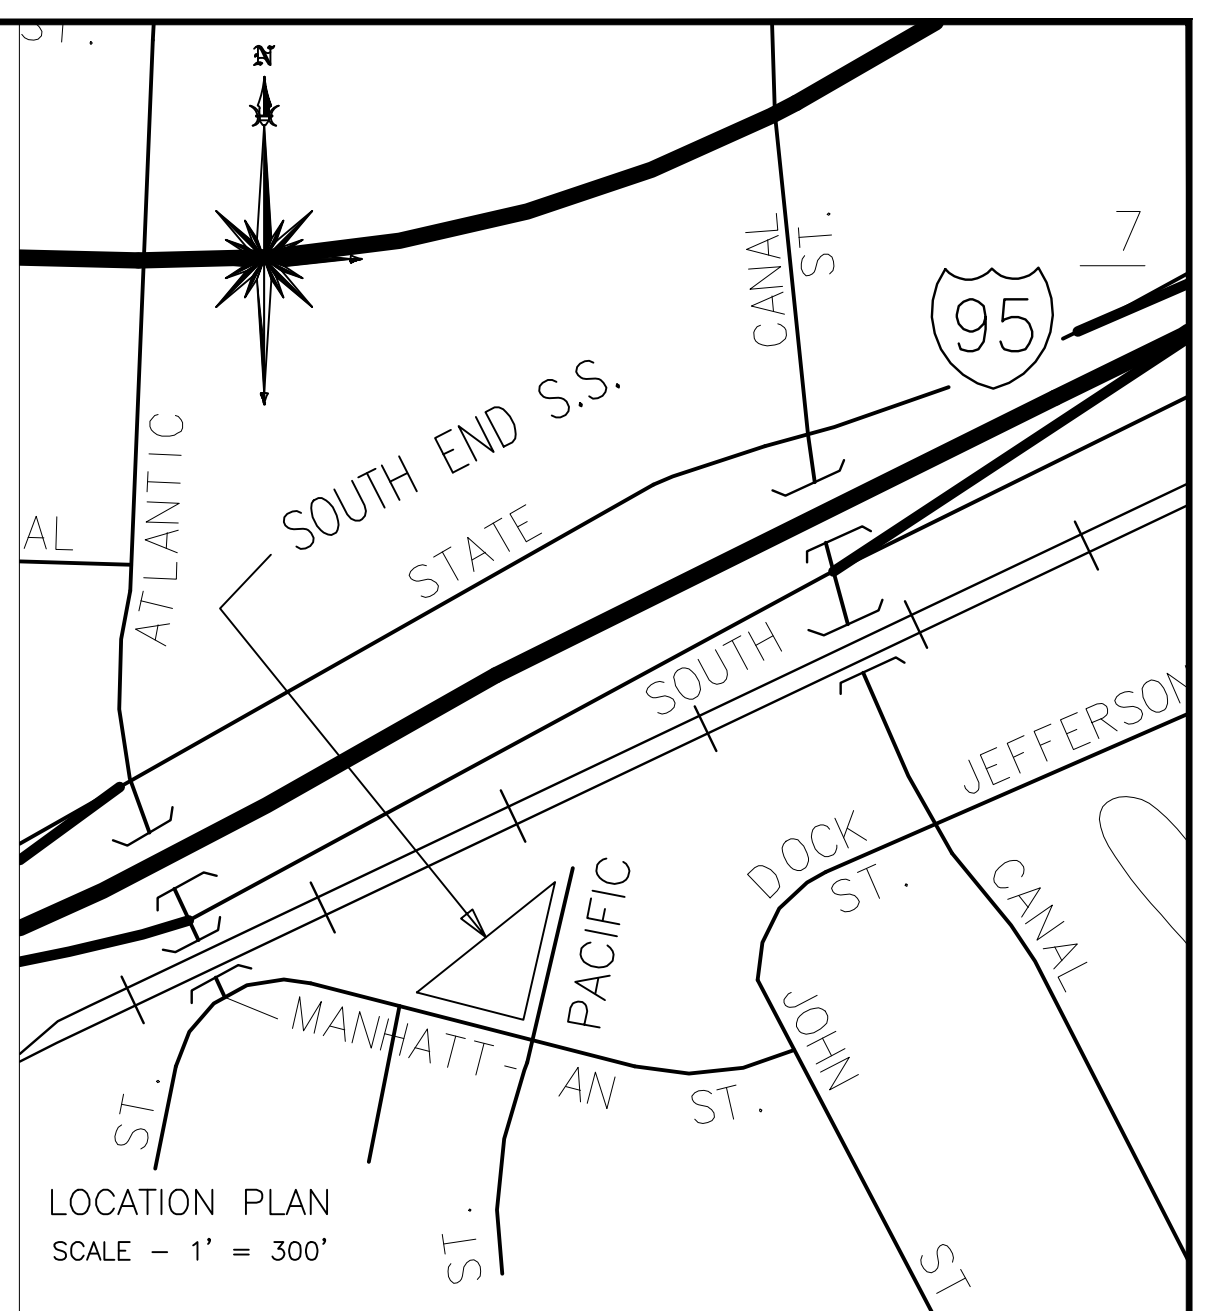 ST.
N
CANAL
ST.
7
95
SOUTH END S.S.
ATLANTIC
AL
STATE
SOUTH
JEFFERSON
DOCK
ST.
CANAL
PACIFIC
JOHN
MANHATT-
AN
ST.
ST.
ST.
ST
LOCATION PLAN
SCALE - 1' = 300'